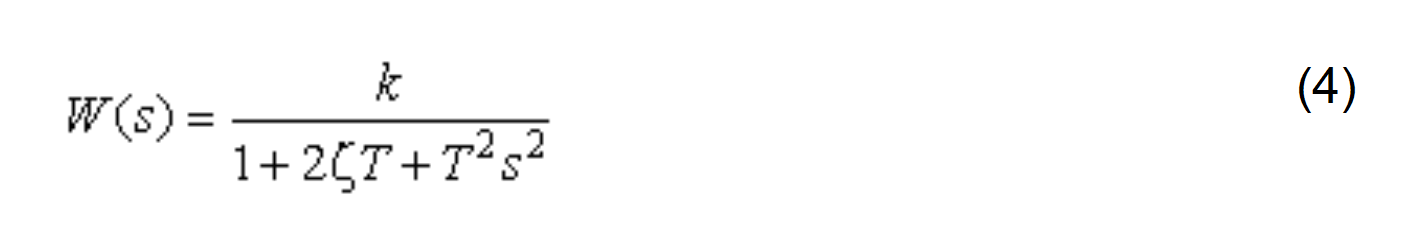 W(s) = k / (1 + 2ζT + T²s²) (4)